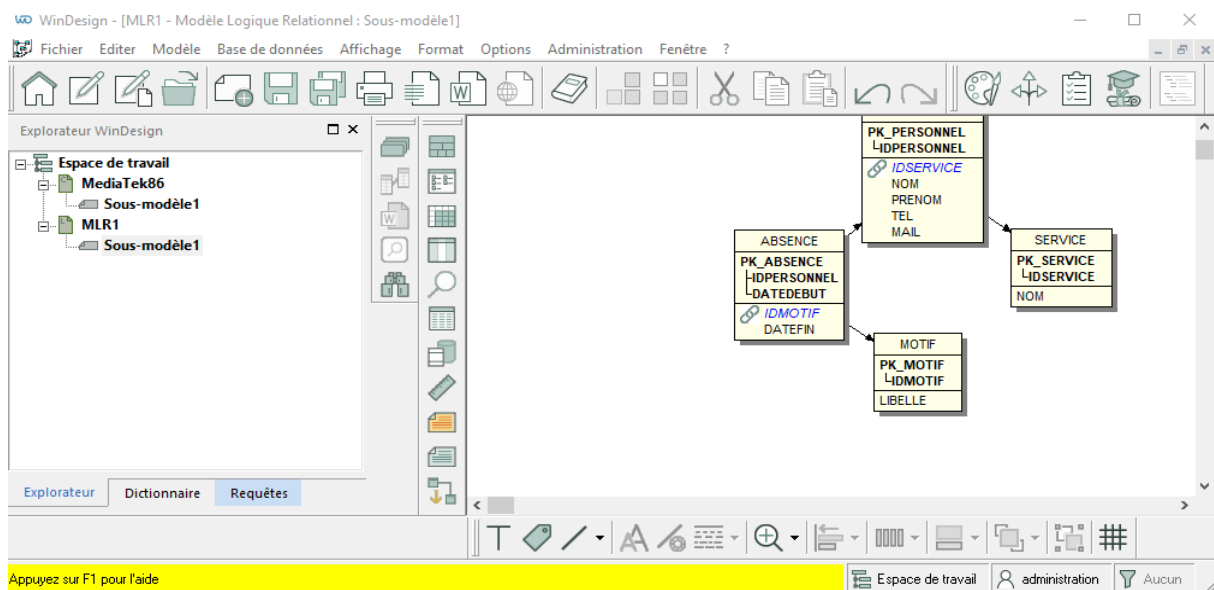 WinDesign - [MLR1 - Modèle Logique Relationnel : Sous-modèle1]
Fichier Editer Modèle Base de données Affichage Format Options Administration Fenêtre ?
Explorateur WinDesign
Espace de travail
MediaTek86
Sous-modèle1
MLR1
Sous-modèle1
Explorateur Dictionnaire Requêtes
PK_PERSONNEL
IDPERSONNEL
IDSERVICE
NOM
PRENOM
TEL
MAIL
ABSENCE
PK_ABSENCE
IDPERSONNEL
DATEDEBUT
IDMOTIF
DATEFIN
SERVICE
PK_SERVICE
IDSERVICE
NOM
MOTIF
PK_MOTIF
IDMOTIF
LIBELLE
Appuyez sur F1 pour l'aide
Espace de travail administration Aucun